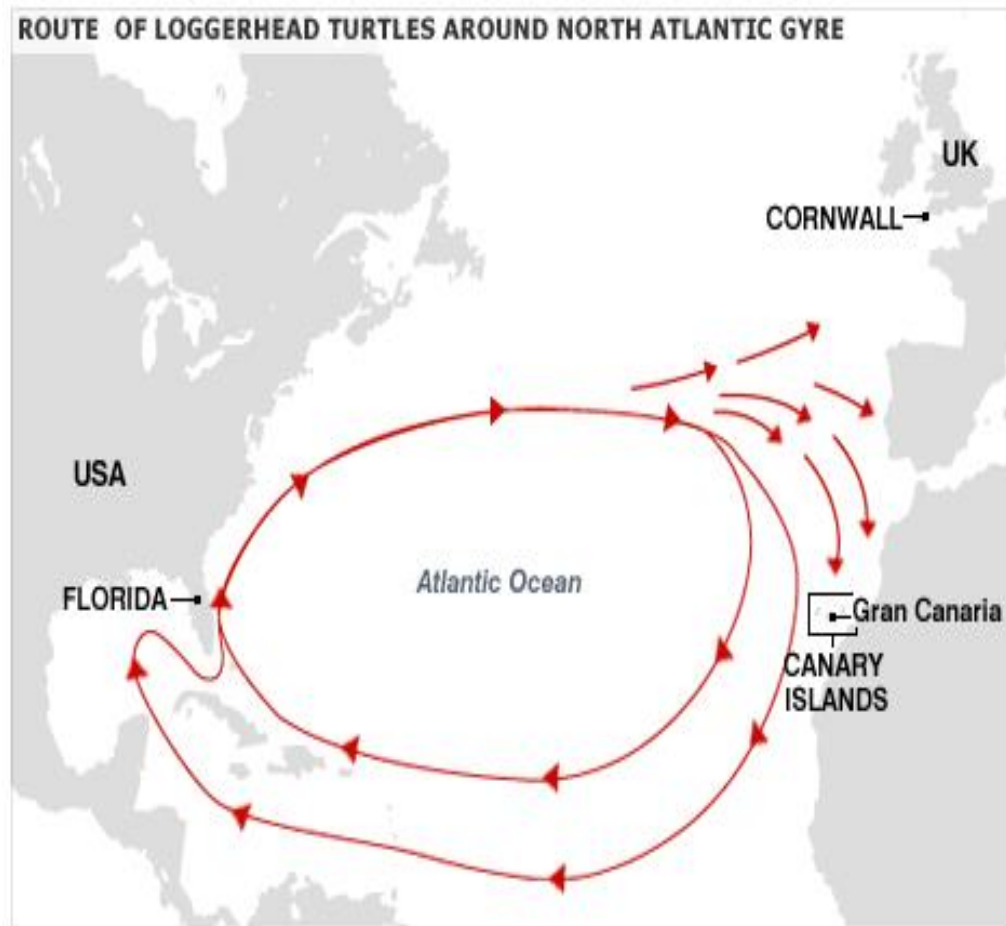 ROUTE OF LOGGERHEAD TURTLES AROUND NORTH ATLANTIC GYRE
UK
CORNWALL
USA
Atlantic Ocean
FLORIDA
Gran Canaria
CANARY
ISLANDS